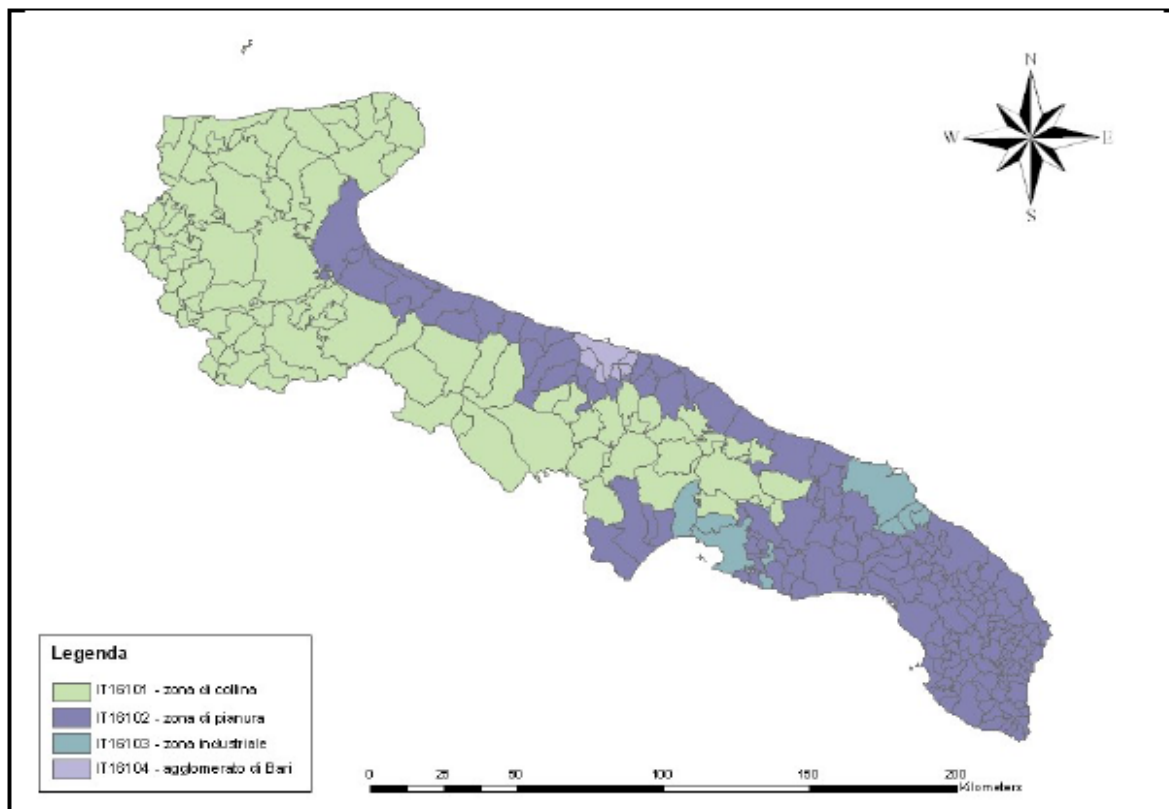 N
W E
S
Legenda
IT16101 - zona di collina
IT16102 - zona di pianura
IT16103 - zona industriale
IT16104 - agglomerato di Bari
0 25 50 100 150 200
Kilometers